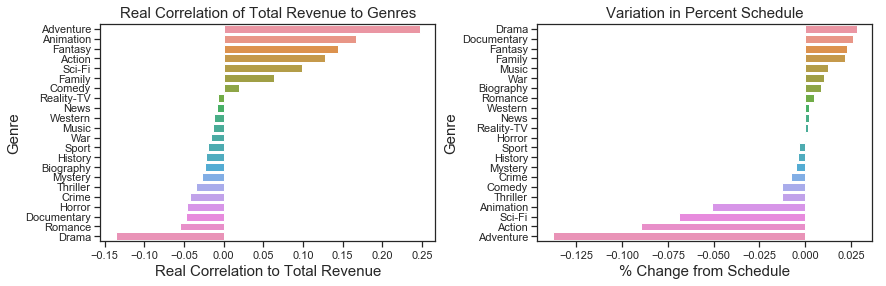 Real Correlation of Total Revenue to Genres
Genre
Adventure
Animation
Fantasy
Action
Sci-Fi
Family
Comedy
Reality-TV
News
Western
Music
War
Sport
History
Biography
Mystery
Thriller
Crime
Horror
Documentary
Romance
Drama
−0.15 −0.10 −0.05 0.00 0.05 0.10 0.15 0.20 0.25
Real Correlation to Total Revenue
Variation in Percent Schedule
Genre
Drama
Documentary
Fantasy
Family
Music
War
Biography
Romance
Western
News
Reality-TV
Horror
Sport
History
Mystery
Crime
Comedy
Thriller
Animation
Sci-Fi
Action
Adventure
−0.125 −0.100 −0.075 −0.050 −0.025 0.000 0.025
% Change from Schedule